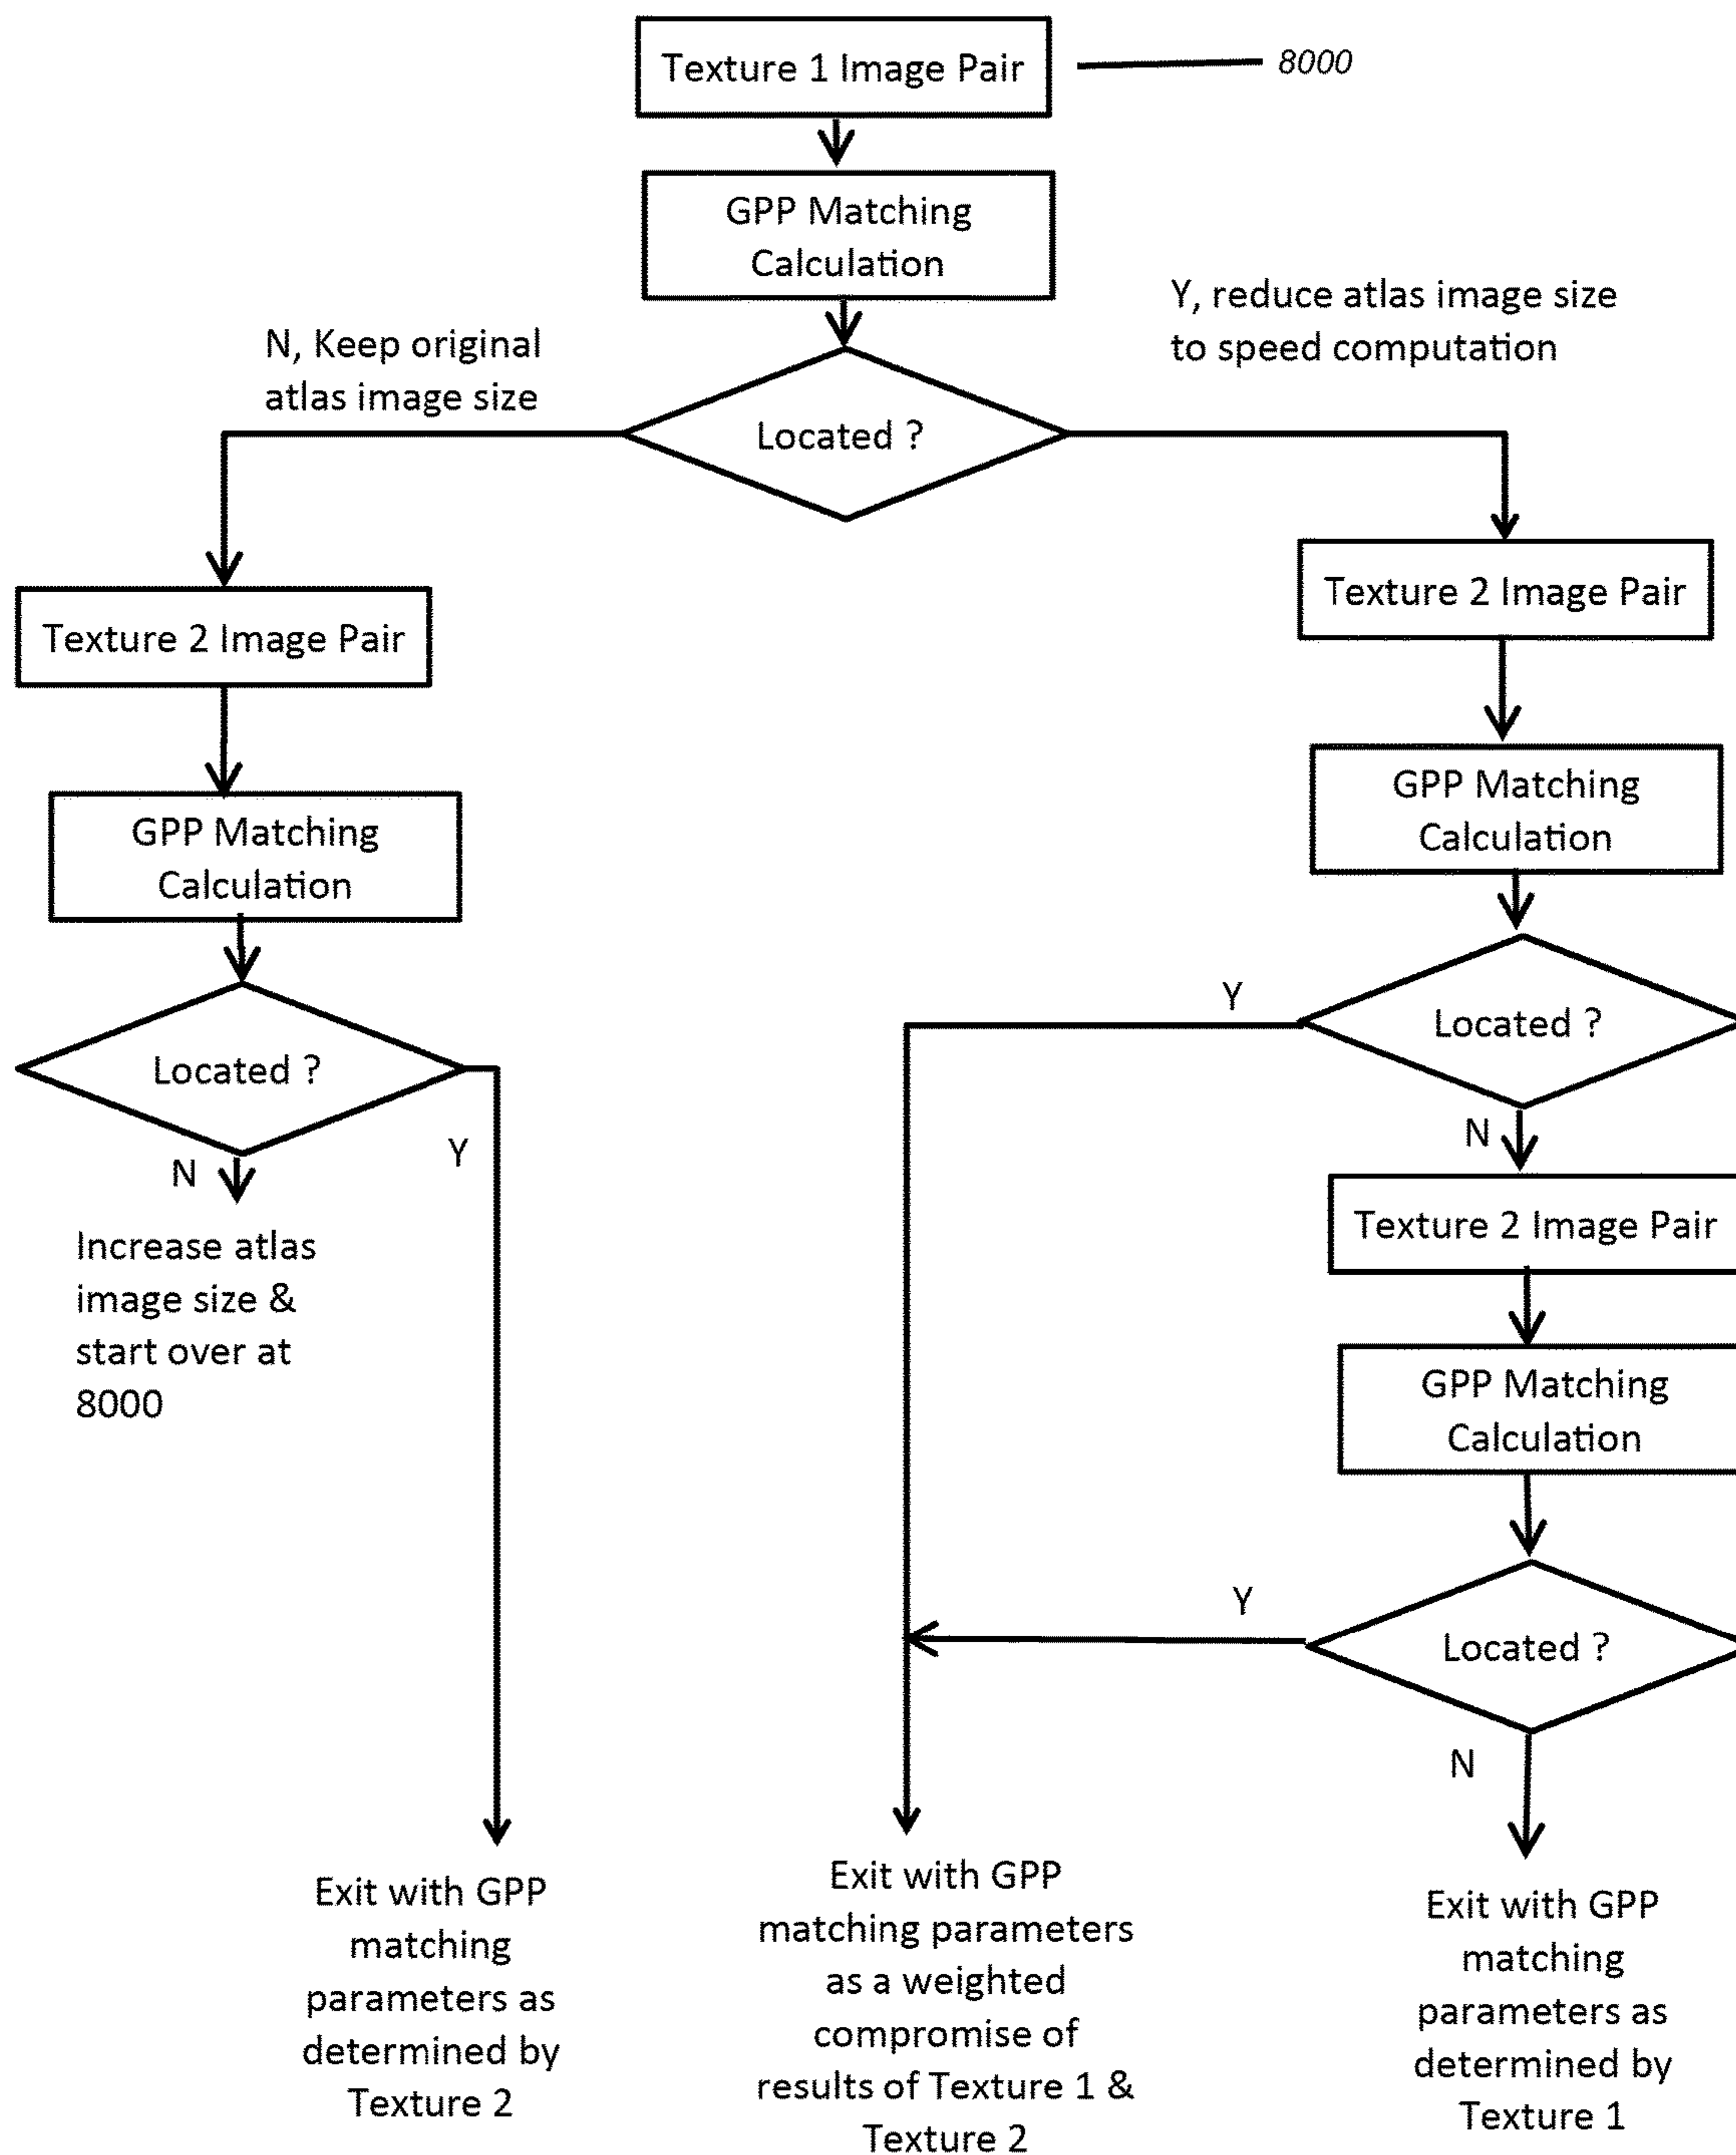 Texture 1 Image Pair
8000
GPP Matching
Calculation
N, Keep original
atlas image size
Y, reduce atlas image size
to speed computation
Located ?
Texture 2 Image Pair
GPP Matching
Calculation
Located ?
N
Y
Increase atlas
image size &
start over at
8000
Exit with GPP
matching
parameters as
determined by
Texture 2
Texture 2 Image Pair
GPP Matching
Calculation
Located ?
Y
N
Texture 2 Image Pair
GPP Matching
Calculation
Located ?
Y
N
Exit with GPP
matching parameters
as a weighted
compromise of
results of Texture 1 &
Texture 2
Exit with GPP
matching
parameters as
determined by
Texture 1